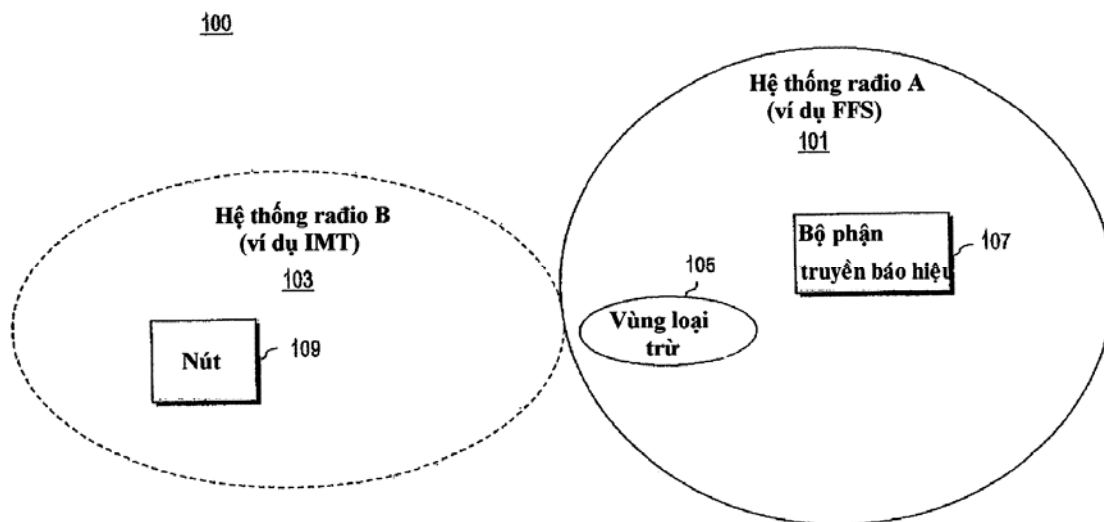 100
Hệ thống rađio A
(ví dụ FFS)
101
Hệ thống rađio B
(ví dụ IMT)
103
Bộ phận
truyền báo hiệu
107
105
Vùng loại
trừ
Nút
109